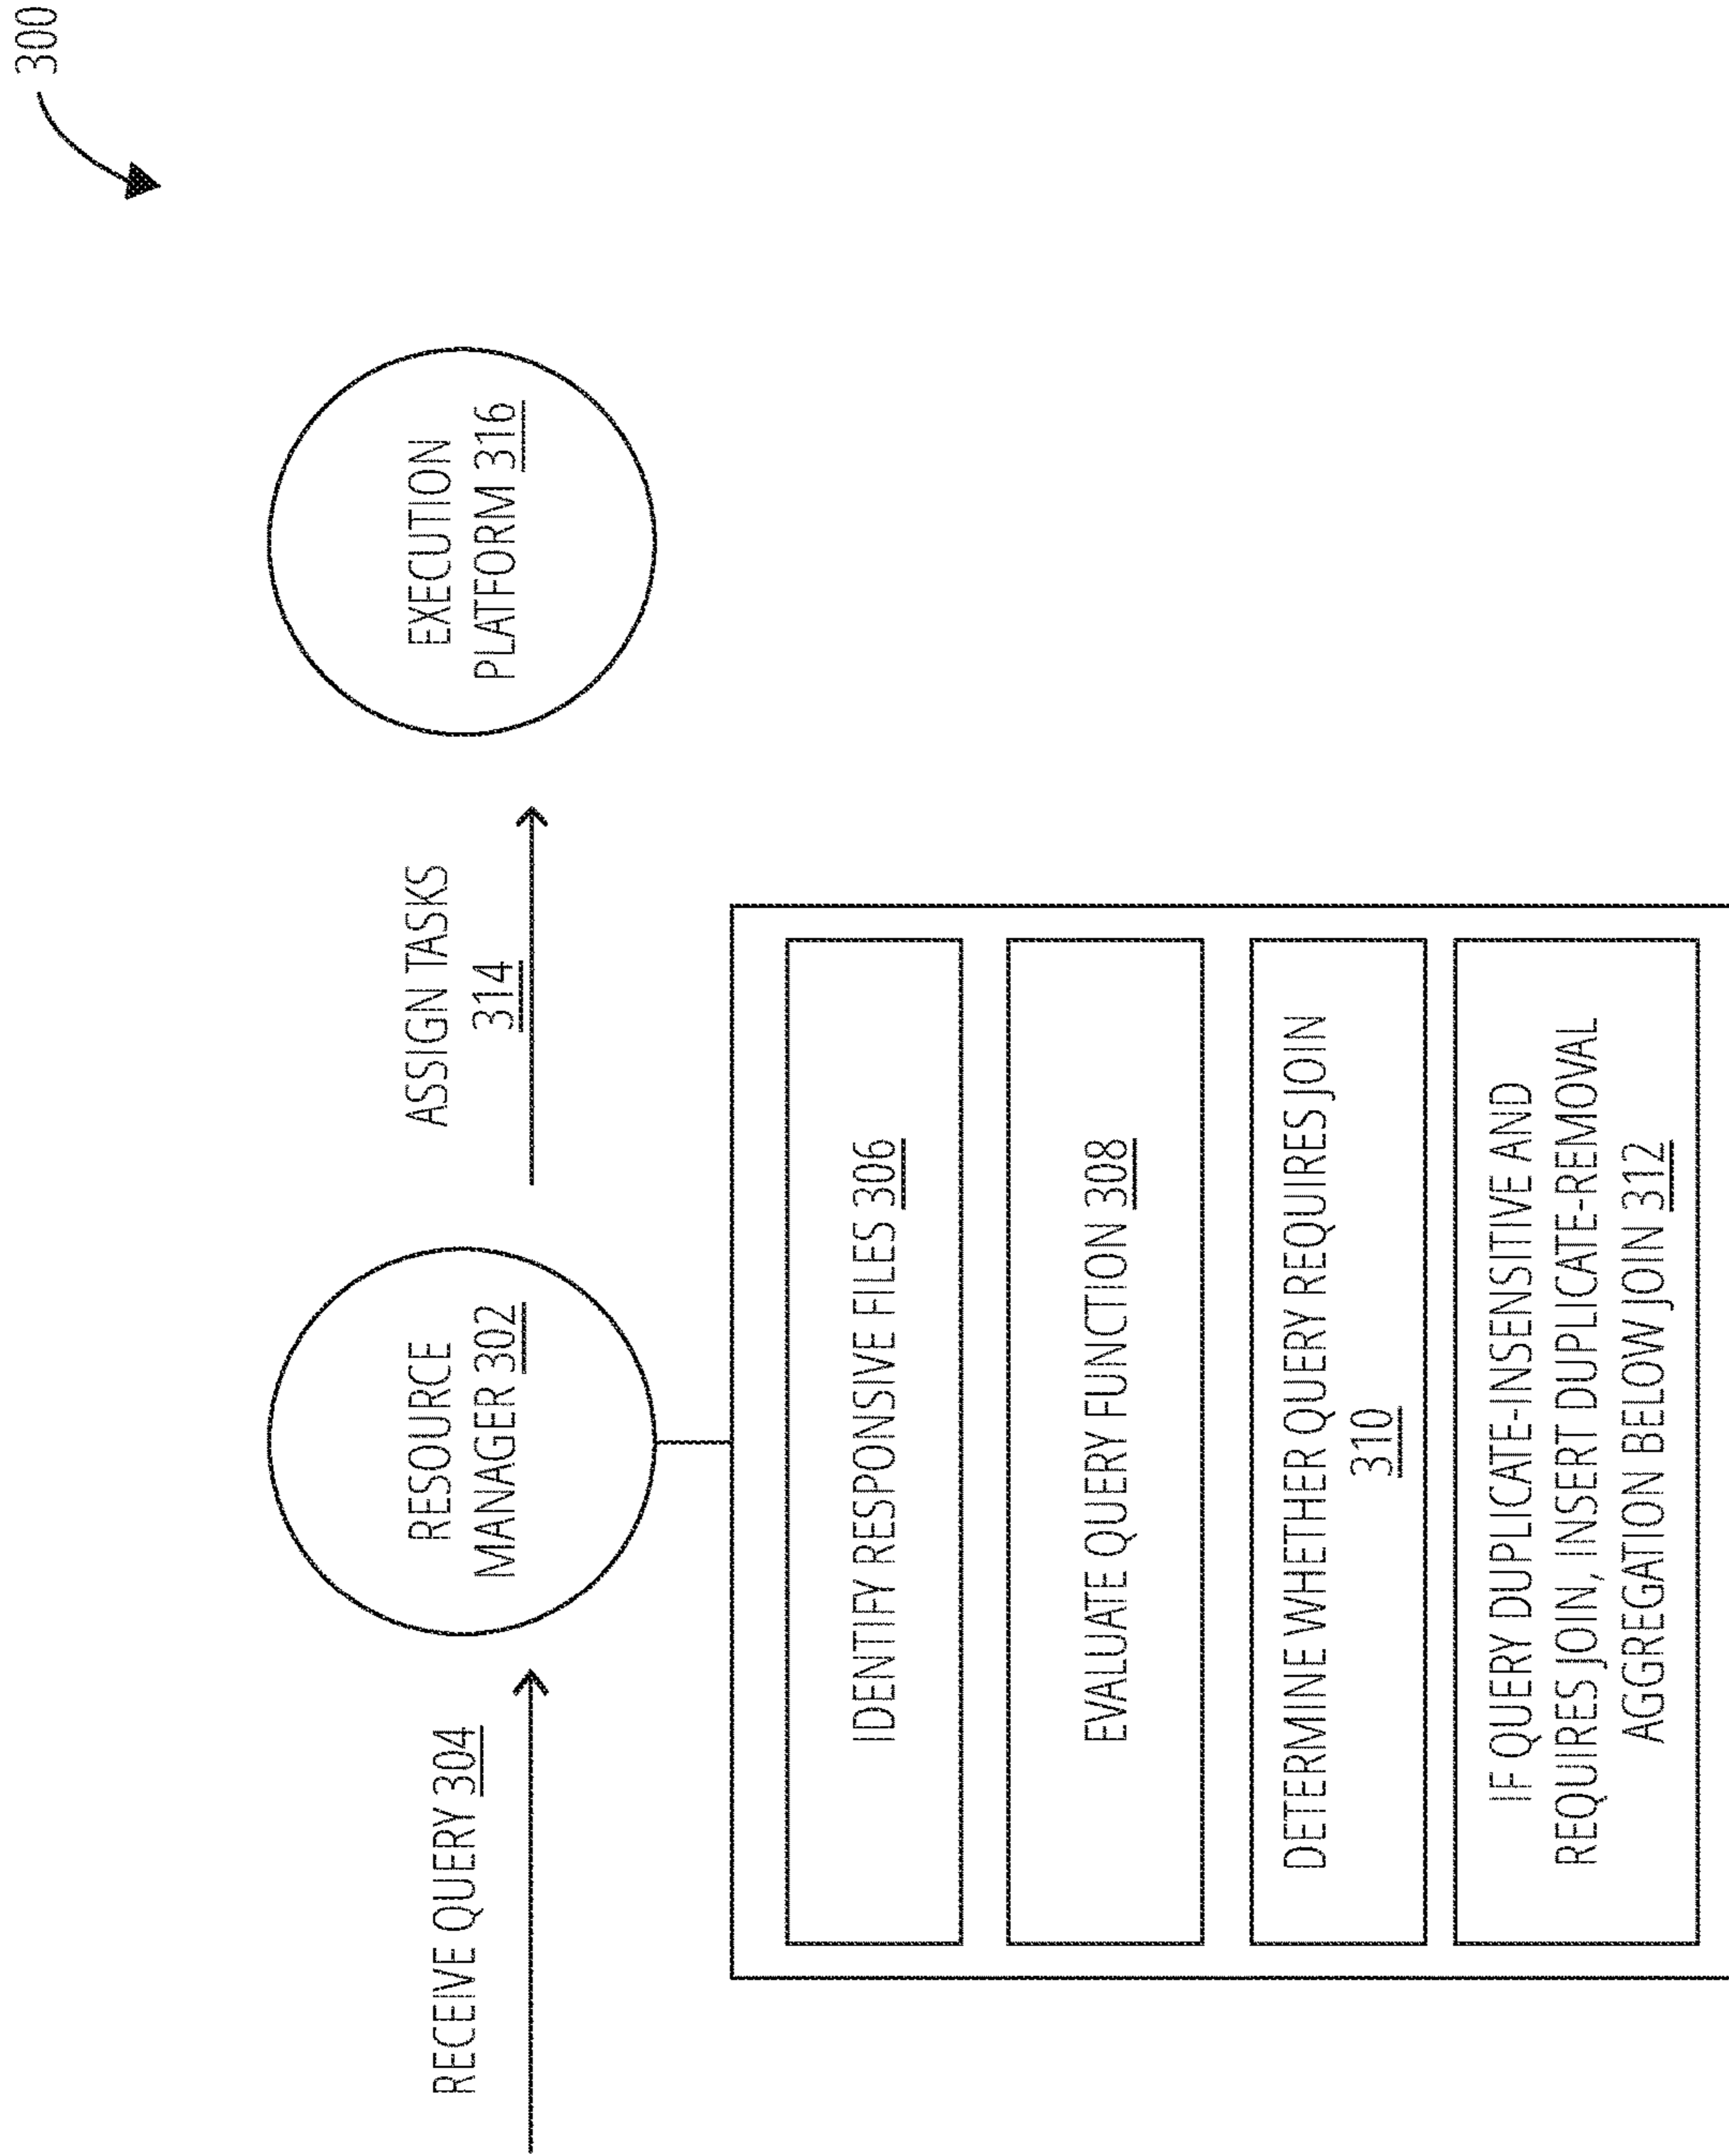 300
RECEIVE QUERY 304
RESOURCE
MANAGER 302
ASSIGN TASKS
314
EXECUTION
PLATFORM 316
IDENTIFY RESPONSIVE FILES 306
EVALUATE QUERY FUNCTION 308
DETERMINE WHETHER QUERY REQUIRES JOIN
310
IF QUERY DUPLICATE-INSENSITIVE AND
REQUIRES JOIN, INSERT DUPLICATE-REMOVAL
AGGREGATION BELOW JOIN 312